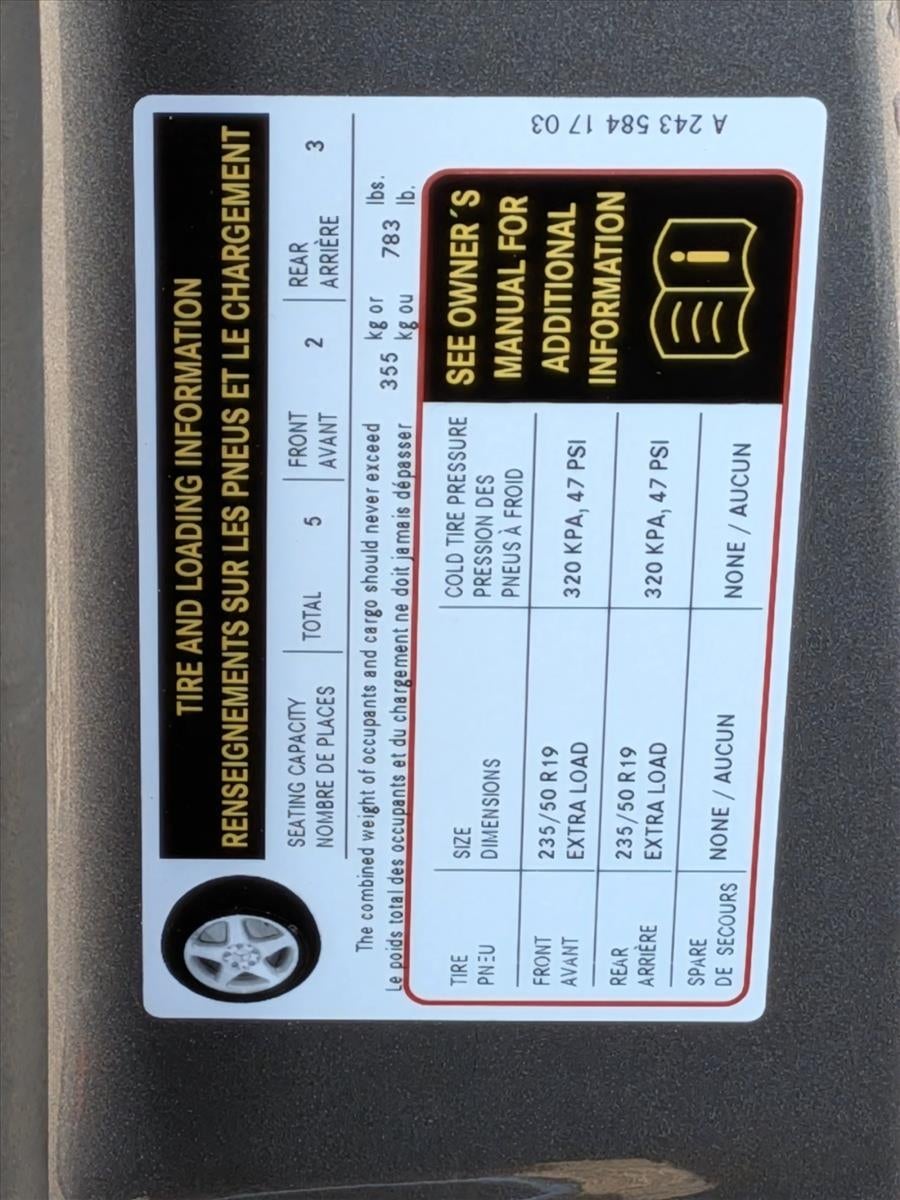 TIRE AND LOADING INFORMATION
RENSEIGNEMENTS SUR LES PNEUS ET LE CHARGEMENT
SEATING CAPACITY
NOMBRE DE PLACES
TOTAL 5
FRONT
AVANT
2
REAR
ARRIÈRE
3
The combined weight of occupants and cargo should never exceed
Le poids total des occupants et du chargement ne doit jamais dépasser
355
kg or
kg ou
783
lbs.
lb.
TIRE
PNEU
SIZE
DIMENSIONS
COLD TIRE PRESSURE
PRESSION DES
PNEUS À FROID
FRONT
AVANT
235/50 R19
EXTRA LOAD
320 KPA, 47 PSI
REAR
ARRIÈRE
235/50 R19
EXTRA LOAD
320 KPA, 47 PSI
SPARE
DE SECOURS
NONE / AUCUN
NONE / AUCUN
SEE OWNER´S
MANUAL FOR
ADDITIONAL
INFORMATION
i
A 243 584 17 03